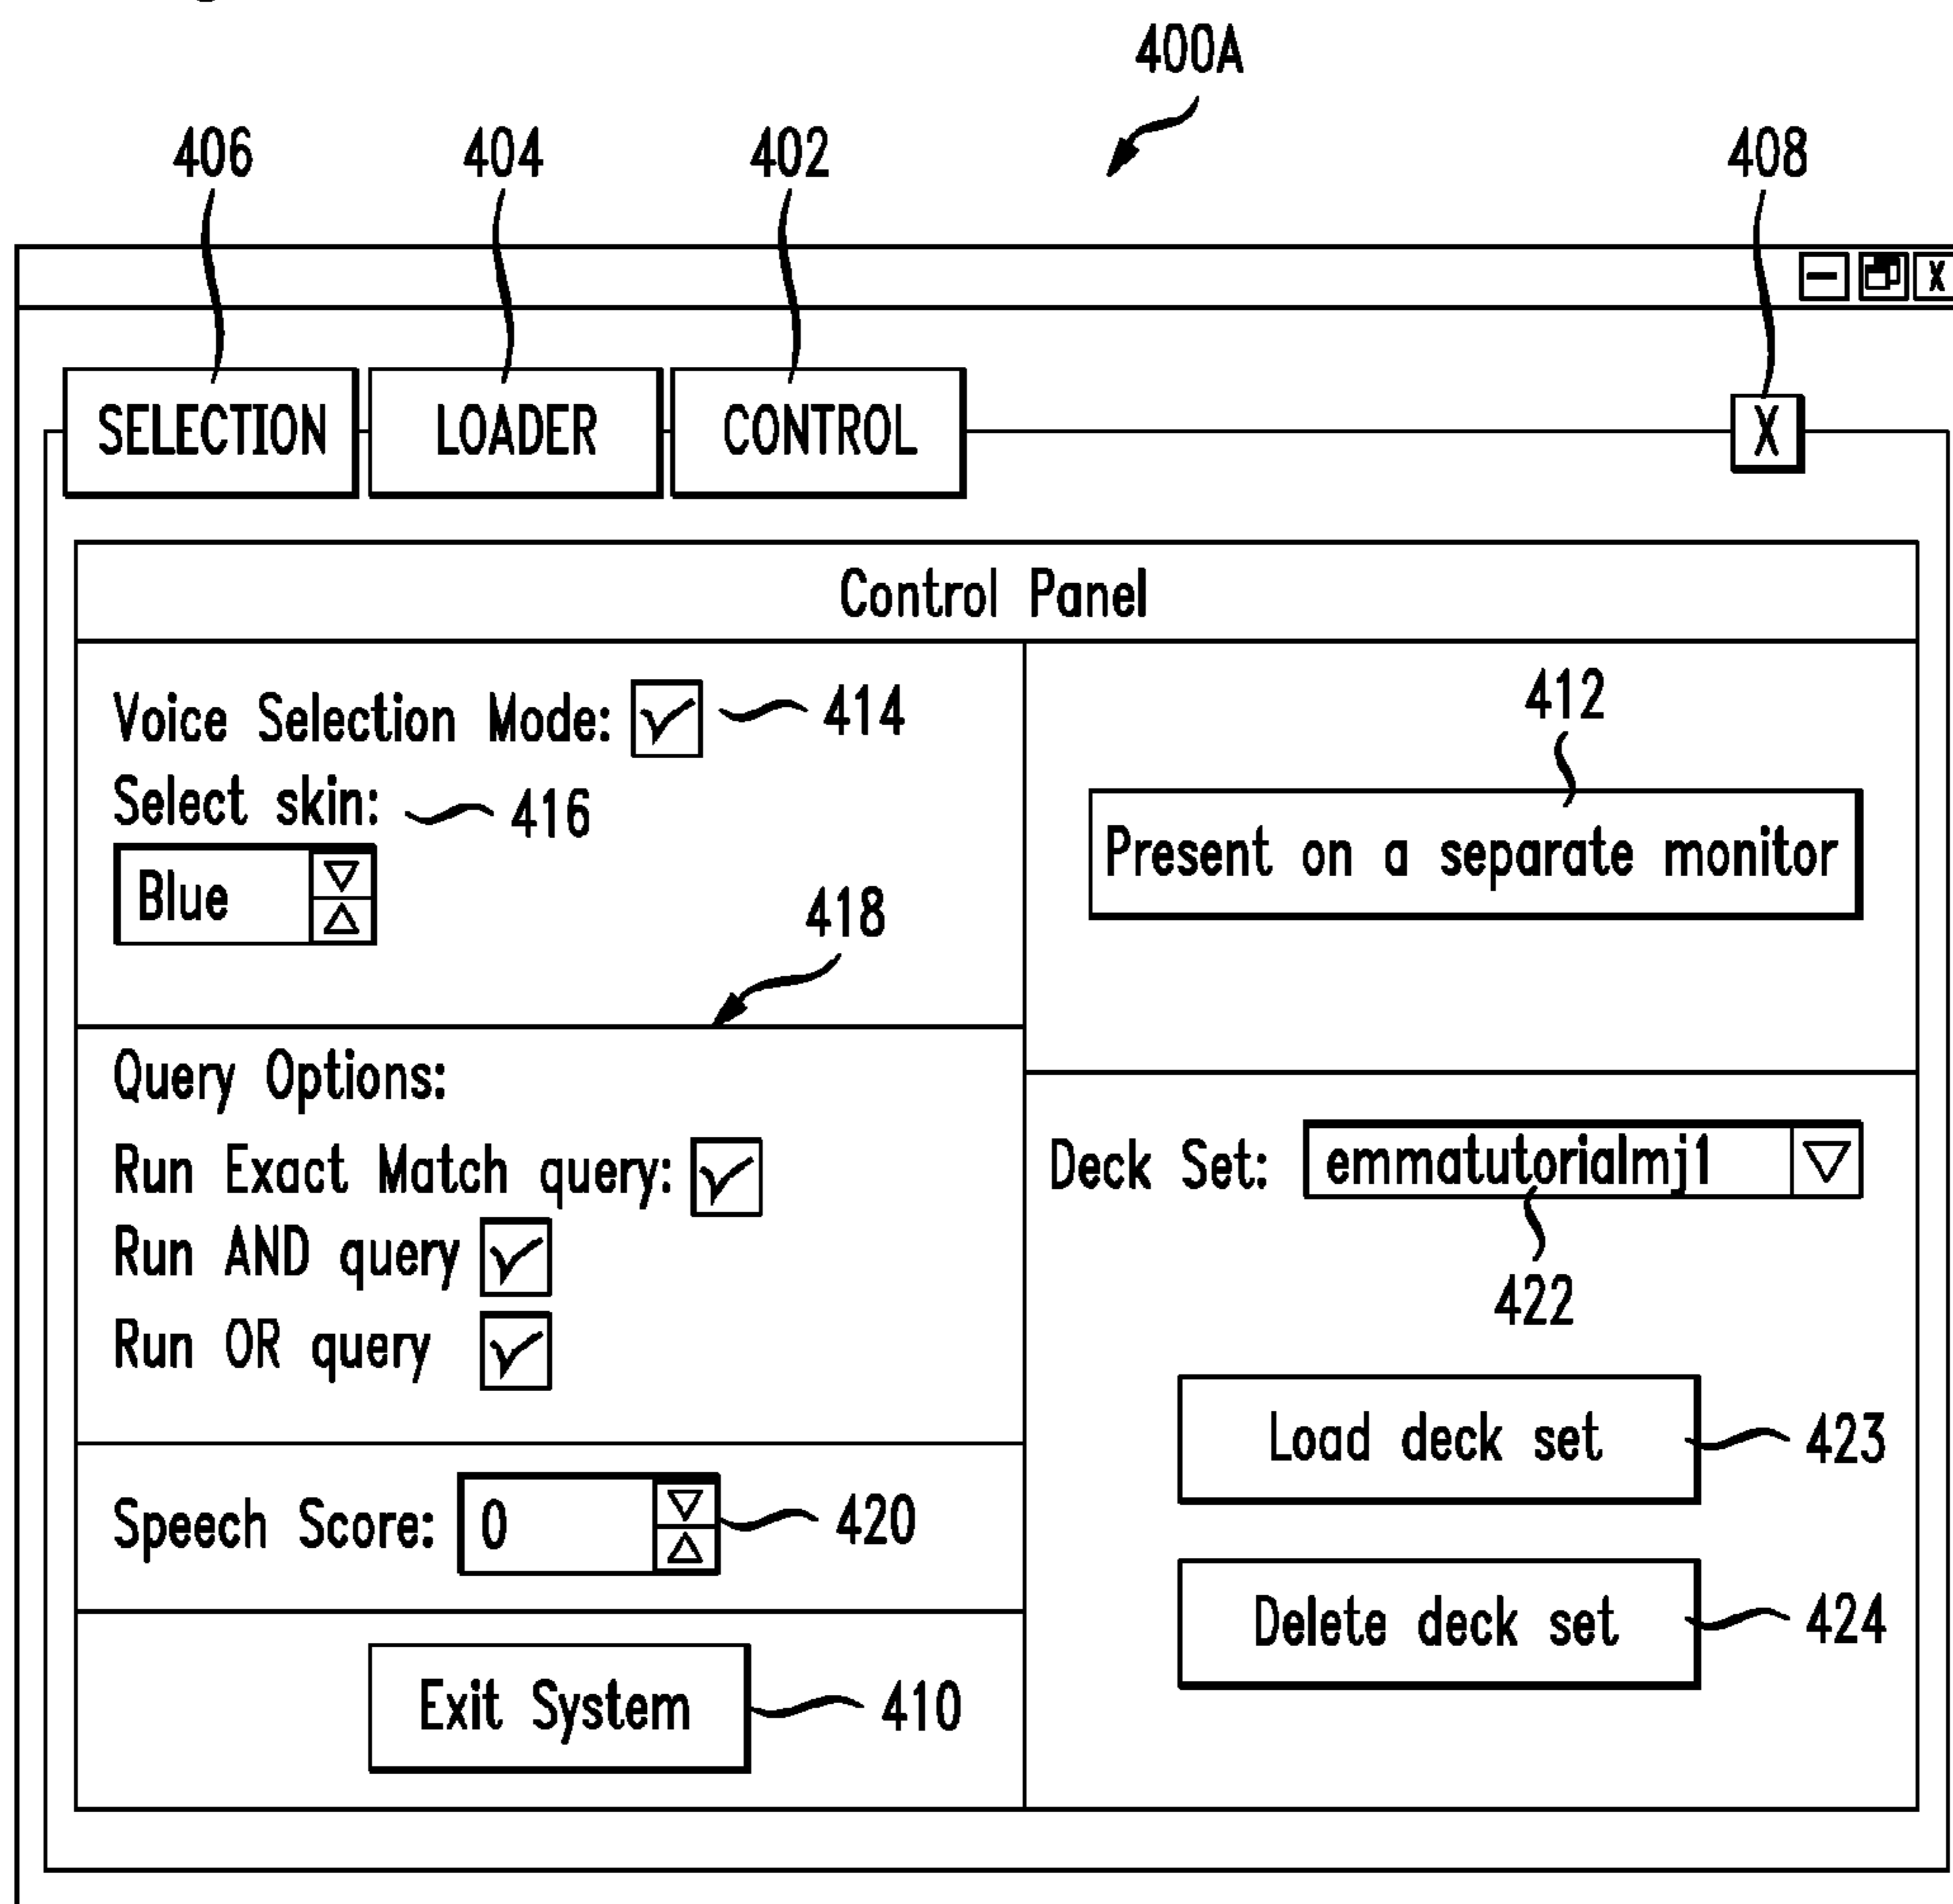 400A
406 404 402 408
X
SELECTION LOADER CONTROL X
Control Panel
Voice Selection Mode: 414
Select skin: 416
Blue
418
Query Options:
Run Exact Match query:
Run AND query
Run OR query
Speech Score: 0 420
Exit System 410
412
Present on a separate monitor
Deck Set: emmatutorialmj1
422
Load deck set 423
Delete deck set 424